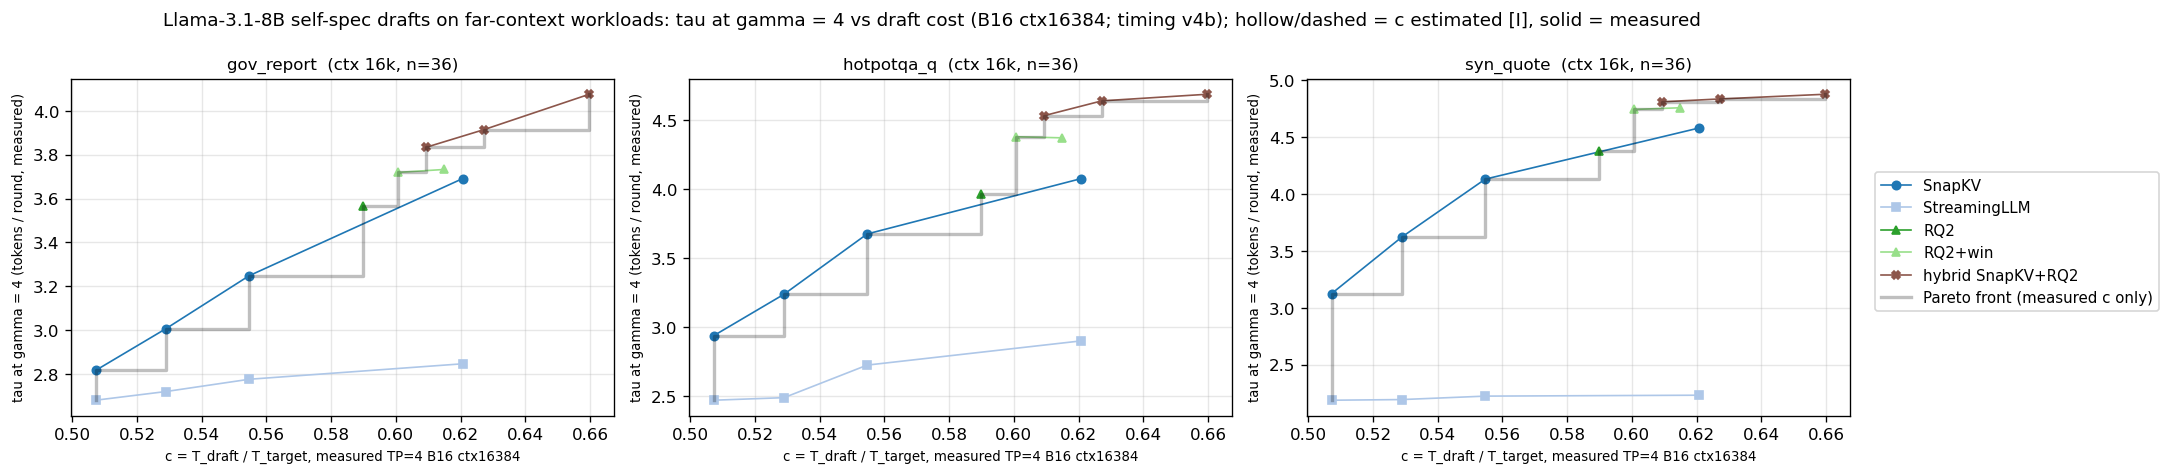 Llama-3.1-8B self-spec drafts on far-context workloads: tau at gamma = 4 vs draft cost (B16 ctx16384; timing v4b); hollow/dashed = c estimated [I], solid = measured
gov_report  (ctx 16k, n=36)
tau at gamma = 4 (tokens / round, measured)
4.0
3.8
3.6
3.4
3.2
3.0
2.8
0.50 0.52 0.54 0.56 0.58 0.60 0.62 0.64 0.66
c = T_draft / T_target, measured TP=4 B16 ctx16384
hotpotqa_q  (ctx 16k, n=36)
tau at gamma = 4 (tokens / round, measured)
4.5
4.0
3.5
3.0
2.5
0.50 0.52 0.54 0.56 0.58 0.60 0.62 0.64 0.66
c = T_draft / T_target, measured TP=4 B16 ctx16384
syn_quote  (ctx 16k, n=36)
tau at gamma = 4 (tokens / round, measured)
5.0
4.5
4.0
3.5
3.0
2.5
0.50 0.52 0.54 0.56 0.58 0.60 0.62 0.64 0.66
c = T_draft / T_target, measured TP=4 B16 ctx16384
SnapKV
StreamingLLM
RQ2
RQ2+win
hybrid SnapKV+RQ2
Pareto front (measured c only)